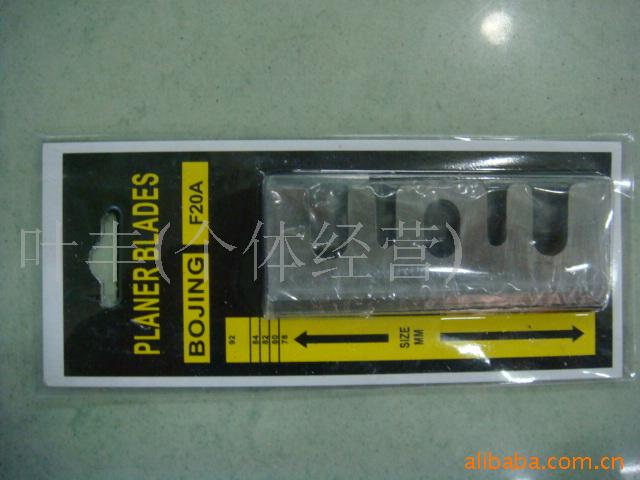 PLANER BLADES
BOJING F20A
92
84
82
80
78
SIZE
MM
叶丰(个体经营)
alibaba.com.cn